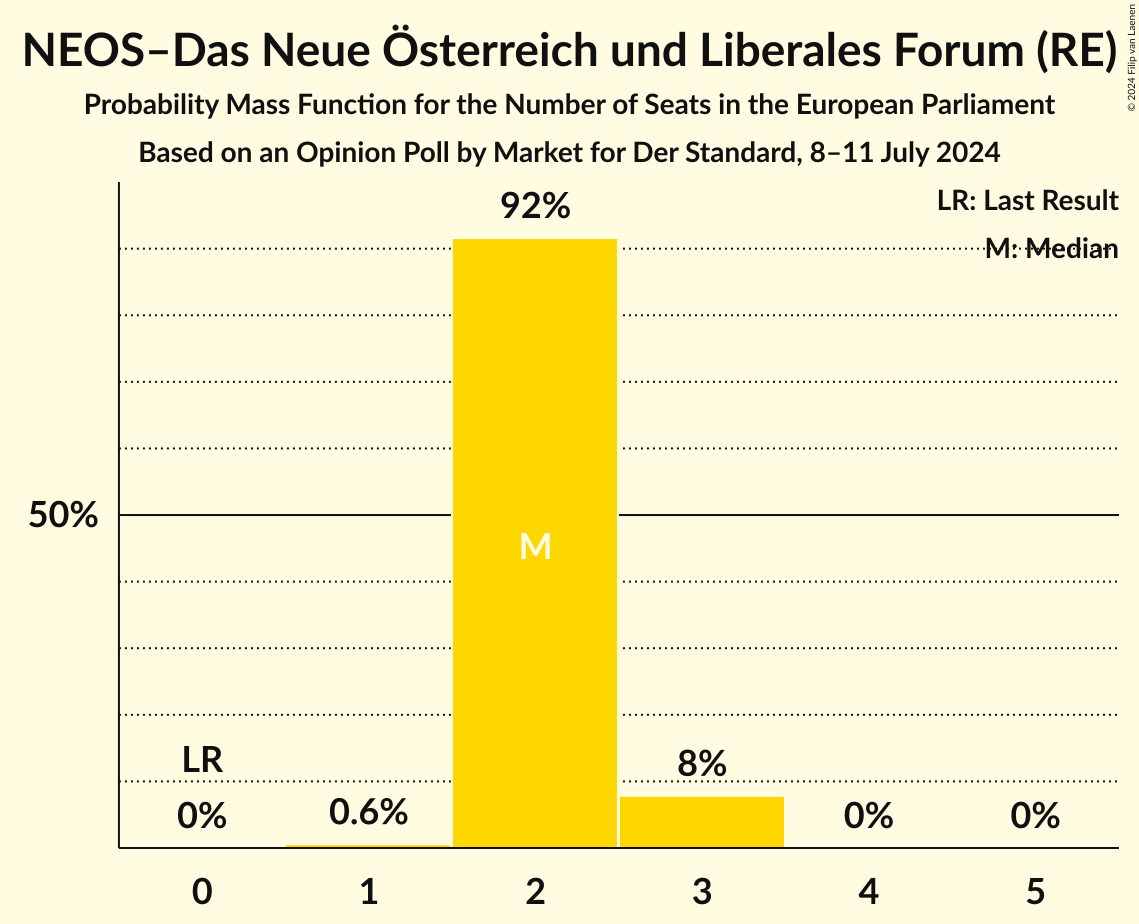 NEOS–Das Neue Österreich und Liberales Forum (RE)
Probability Mass Function for the Number of Seats in the European Parliament
Based on an Opinion Poll by Market for Der Standard, 8–11 July 2024
© 2024 Filip van Laenen
LR: Last Result
M: Median
92%
50%
M
LR
0%
0.6%
8%
0%
0%
0 1 2 3 4 5